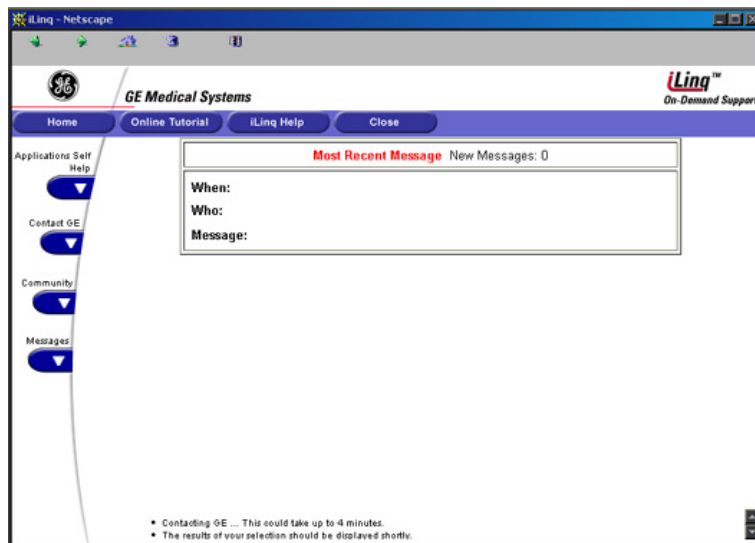 iLinq - Netscape
GE Medical Systems
iLinq™
On-Demand Support
Home Online Tutorial iLinq Help Close
Applications Self
Help
Contact GE
Community
Messages
Most Recent Message New Messages: 0
When:
Who:
Message:
• Contacting GE ... This could take up to 4 minutes.
• The results of your selection should be displayed shortly.